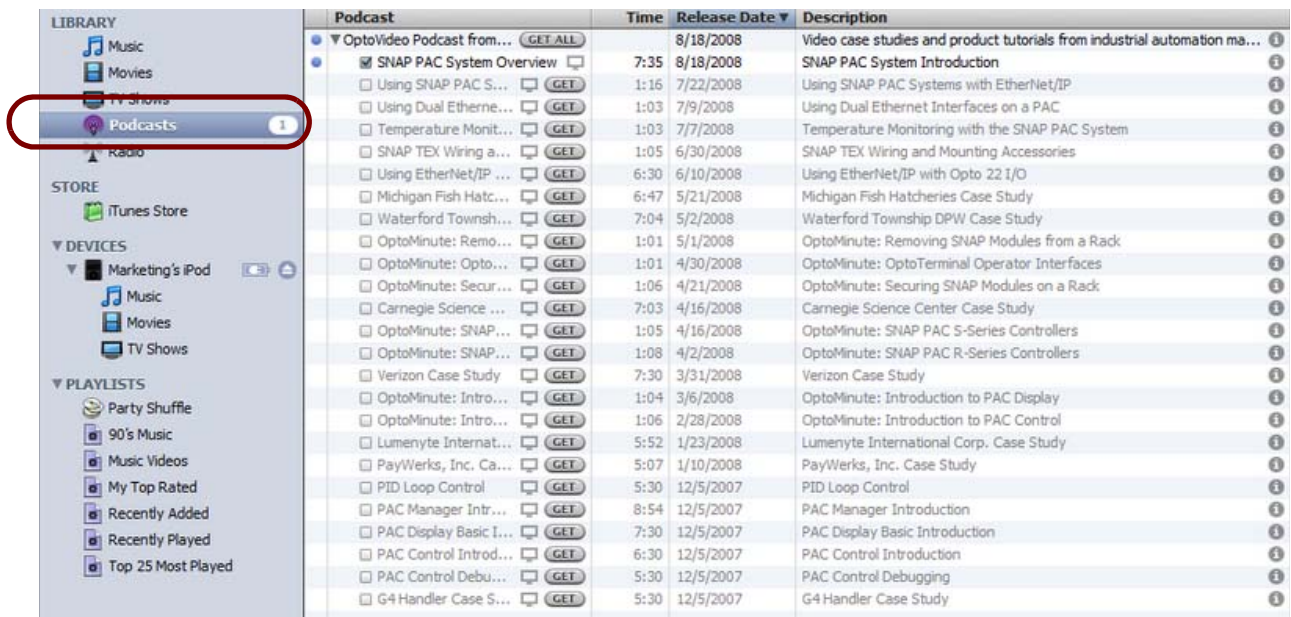 LIBRARY
Music
Movies
TV Shows
Podcasts 1
Radio
STORE
iTunes Store
DEVICES
Marketing's iPod
Music
Movies
TV Shows
PLAYLISTS
Party Shuffle
90's Music
Music Videos
My Top Rated
Recently Added
Recently Played
Top 25 Most Played
Podcast Time Release Date Description
OptoVideo Podcast from... GET ALL 8/18/2008 Video case studies and product tutorials from industrial automation ma...
SNAP PAC System Overview 7:35 8/18/2008 SNAP PAC System Introduction
Using SNAP PAC S... GET 1:16 7/22/2008 Using SNAP PAC Systems with EtherNet/IP
Using Dual Etherne... GET 1:03 7/9/2008 Using Dual Ethernet Interfaces on a PAC
Temperature Monit... GET 1:03 7/7/2008 Temperature Monitoring with the SNAP PAC System
SNAP TEX Wiring a... GET 1:05 6/30/2008 SNAP TEX Wiring and Mounting Accessories
Using EtherNet/IP ... GET 6:30 6/10/2008 Using EtherNet/IP with Opto 22 I/O
Michigan Fish Hatc... GET 6:47 5/21/2008 Michigan Fish Hatcheries Case Study
Waterford Townsh... GET 7:04 5/2/2008 Waterford Township DPW Case Study
OptoMinute: Remo... GET 1:01 5/1/2008 OptoMinute: Removing SNAP Modules from a Rack
OptoMinute: Opto... GET 1:01 4/30/2008 OptoMinute: OptoTerminal Operator Interfaces
OptoMinute: Secur... GET 1:06 4/21/2008 OptoMinute: Securing SNAP Modules on a Rack
Carnegie Science ... GET 7:03 4/16/2008 Carnegie Science Center Case Study
OptoMinute: SNAP... GET 1:05 4/16/2008 OptoMinute: SNAP PAC S-Series Controllers
OptoMinute: SNAP... GET 1:08 4/2/2008 OptoMinute: SNAP PAC R-Series Controllers
Verizon Case Study GET 7:30 3/31/2008 Verizon Case Study
OptoMinute: Intro... GET 1:04 3/6/2008 OptoMinute: Introduction to PAC Display
OptoMinute: Intro... GET 1:06 2/28/2008 OptoMinute: Introduction to PAC Control
Lumenyte Internat... GET 5:52 1/23/2008 Lumenyte International Corp. Case Study
PayWerks, Inc. Ca... GET 5:07 1/10/2008 PayWerks, Inc. Case Study
PID Loop Control GET 5:30 12/5/2007 PID Loop Control
PAC Manager Intr... GET 8:54 12/5/2007 PAC Manager Introduction
PAC Display Basic I... GET 7:30 12/5/2007 PAC Display Basic Introduction
PAC Control Introd... GET 6:30 12/5/2007 PAC Control Introduction
PAC Control Debu... GET 5:30 12/5/2007 PAC Control Debugging
G4 Handler Case S... GET 5:30 12/5/2007 G4 Handler Case Study